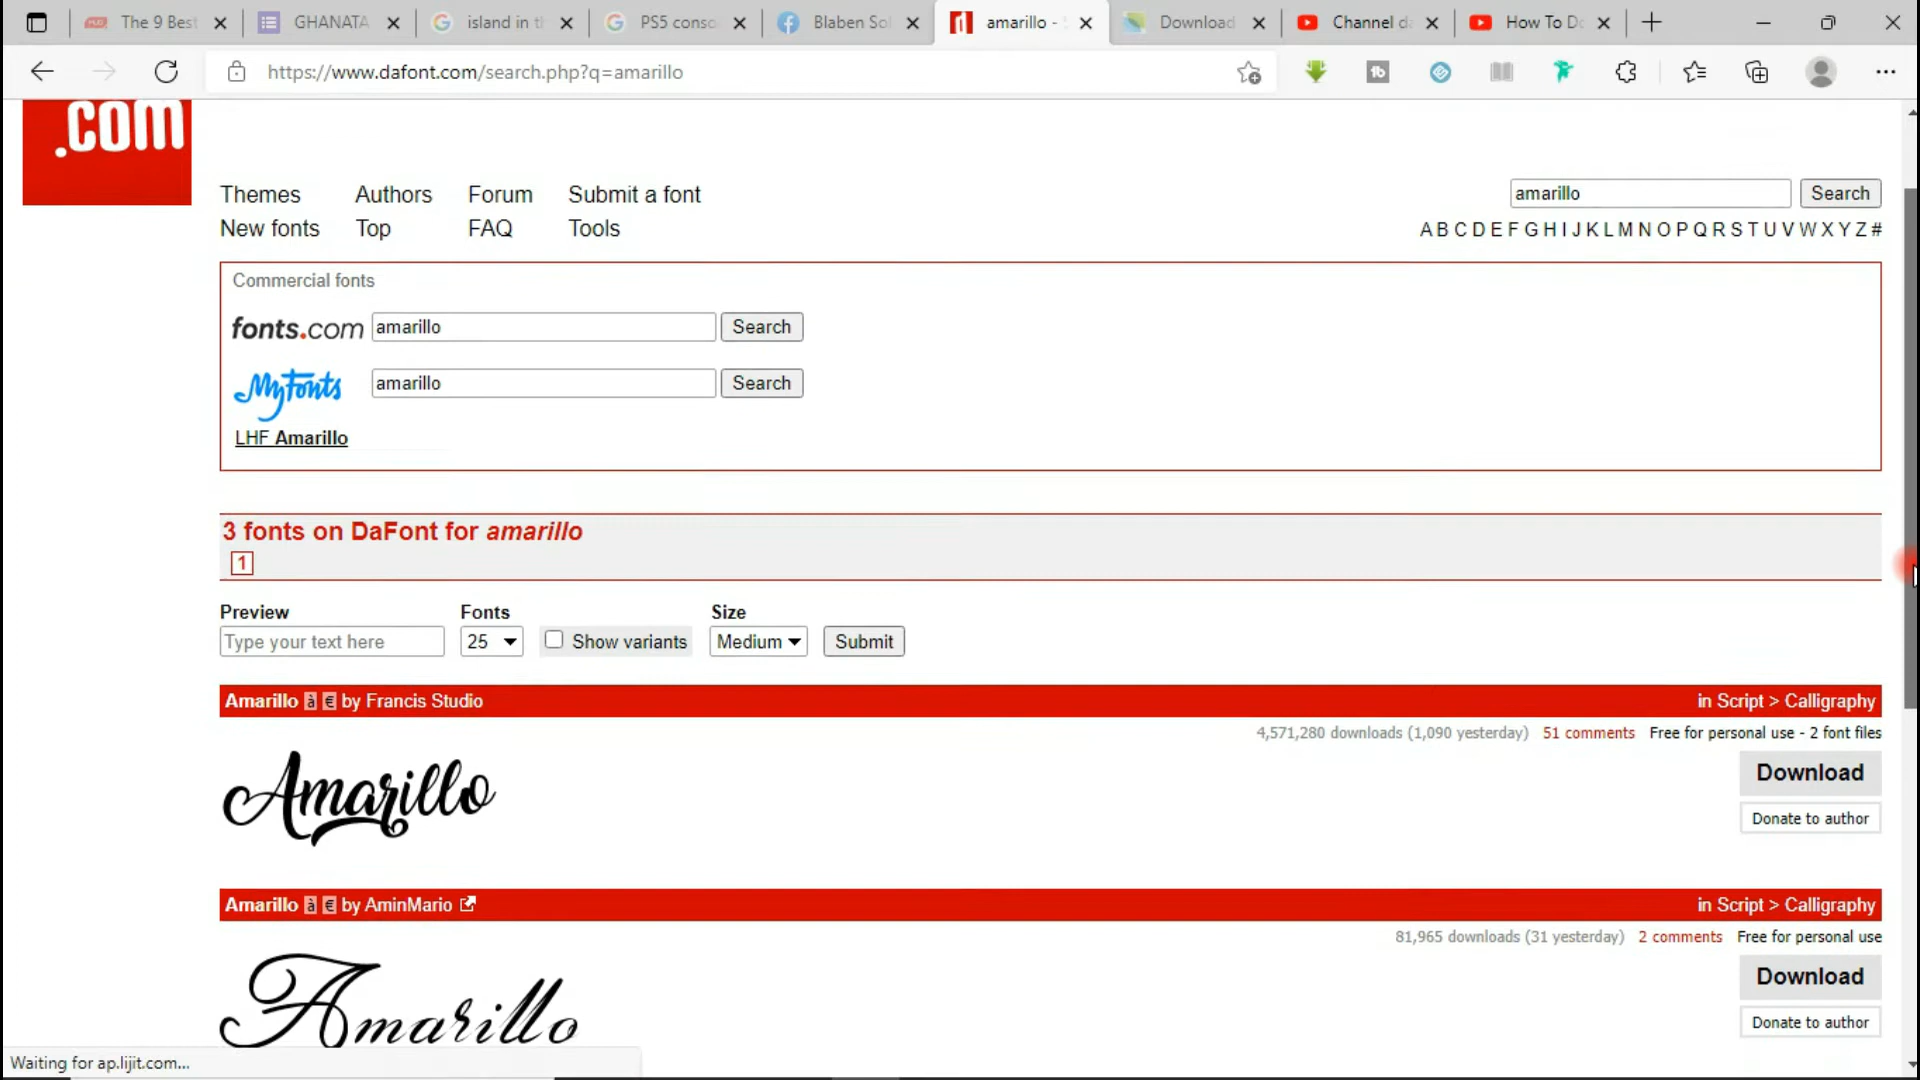 The 9 Bes
GHANATA
island in t
PS5 conso
Blaben Sol
amarillo -
Download
Channel d
How To Do
https://www.dafont.com/search.php?q=amarillo
.com
Themes Authors Forum Submit a font
New fonts Top FAQ Tools
amarillo Search
A B C D E F G H I J K L M N O P Q R S T U V W X Y Z #
Commercial fonts
fonts.com amarillo Search
MyFonts amarillo Search
LHF Amarillo
3 fonts on DaFont for amarillo
1
Preview Fonts Size
Type your text here 25 Show variants Medium Submit
Amarillo à € by Francis Studio in Script > Calligraphy
4,571,280 downloads (1,090 yesterday) 51 comments Free for personal use - 2 font files
Amarillo
Download
Donate to author
Amarillo à € by AminMario in Script > Calligraphy
81,965 downloads (31 yesterday) 2 comments Free for personal use
Amarillo
Download
Donate to author
Waiting for ap.lijit.com...